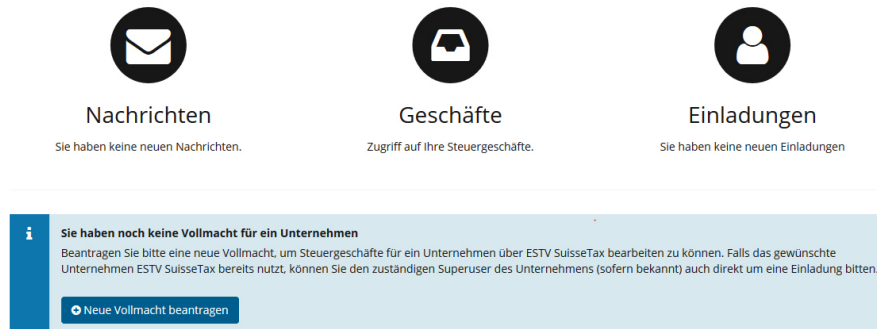 Nachrichten
Geschäfte
Einladungen
Sie haben keine neuen Nachrichten.
Zugriff auf Ihre Steuergeschäfte.
Sie haben keine neuen Einladungen
Sie haben noch keine Vollmacht für ein Unternehmen
Beantragen Sie bitte eine neue Vollmacht, um Steuergeschäfte für ein Unternehmen über ESTV SuisseTax bearbeiten zu können. Falls das gewünschte
Unternehmen ESTV SuisseTax bereits nutzt, können Sie den zuständigen Superuser des Unternehmens (sofern bekannt) auch direkt um eine Einladung bitten.
Neue Vollmacht beantragen